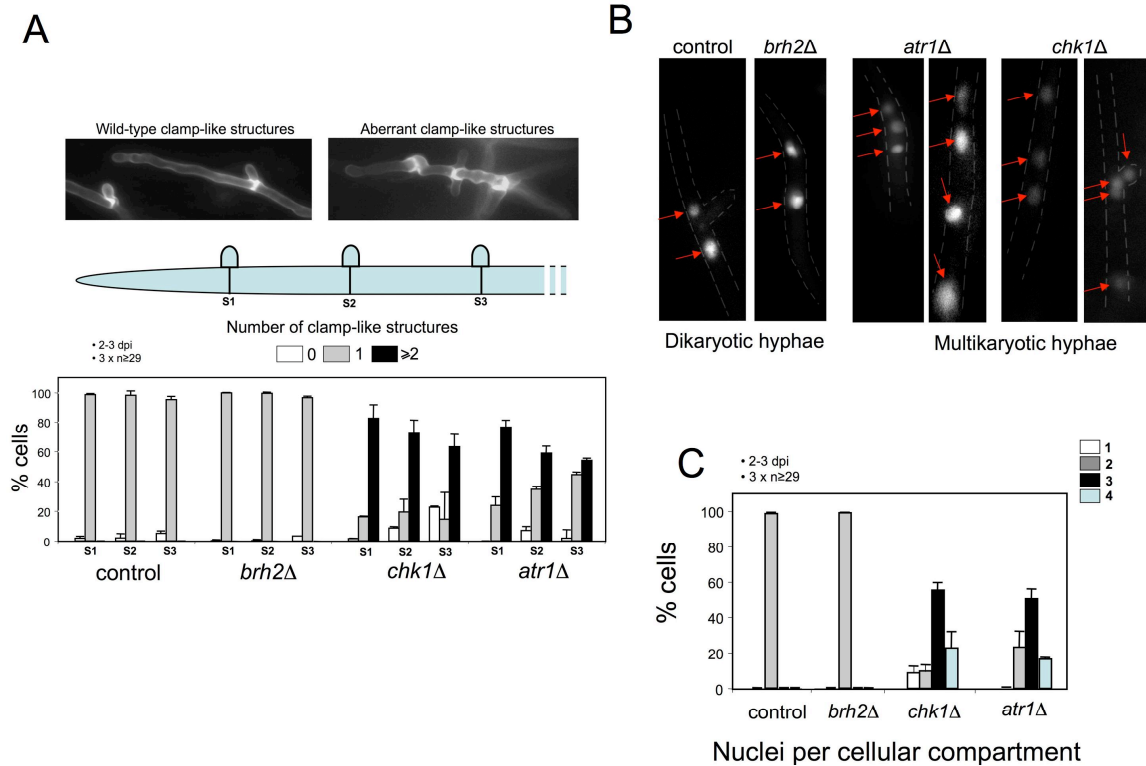 A
Wild-type clamp-like structures
Aberrant clamp-like structures
S1
S2
S3
Number of clamp-like structures
• 2-3 dpi
• 3 x n≥29
0
1
≥2
% cells
100
80
60
40
20
0
S1 S2 S3 S1 S2 S3 S1 S2 S3 S1 S2 S3
control brh2Δ chk1Δ atr1Δ
B
control brh2Δ atr1Δ chk1Δ
Dikaryotic hyphae Multikaryotic hyphae
C
• 2-3 dpi
• 3 x n≥29
1
2
3
4
% cells
100
80
60
40
20
0
control brh2Δ chk1Δ atr1Δ
Nuclei per cellular compartment